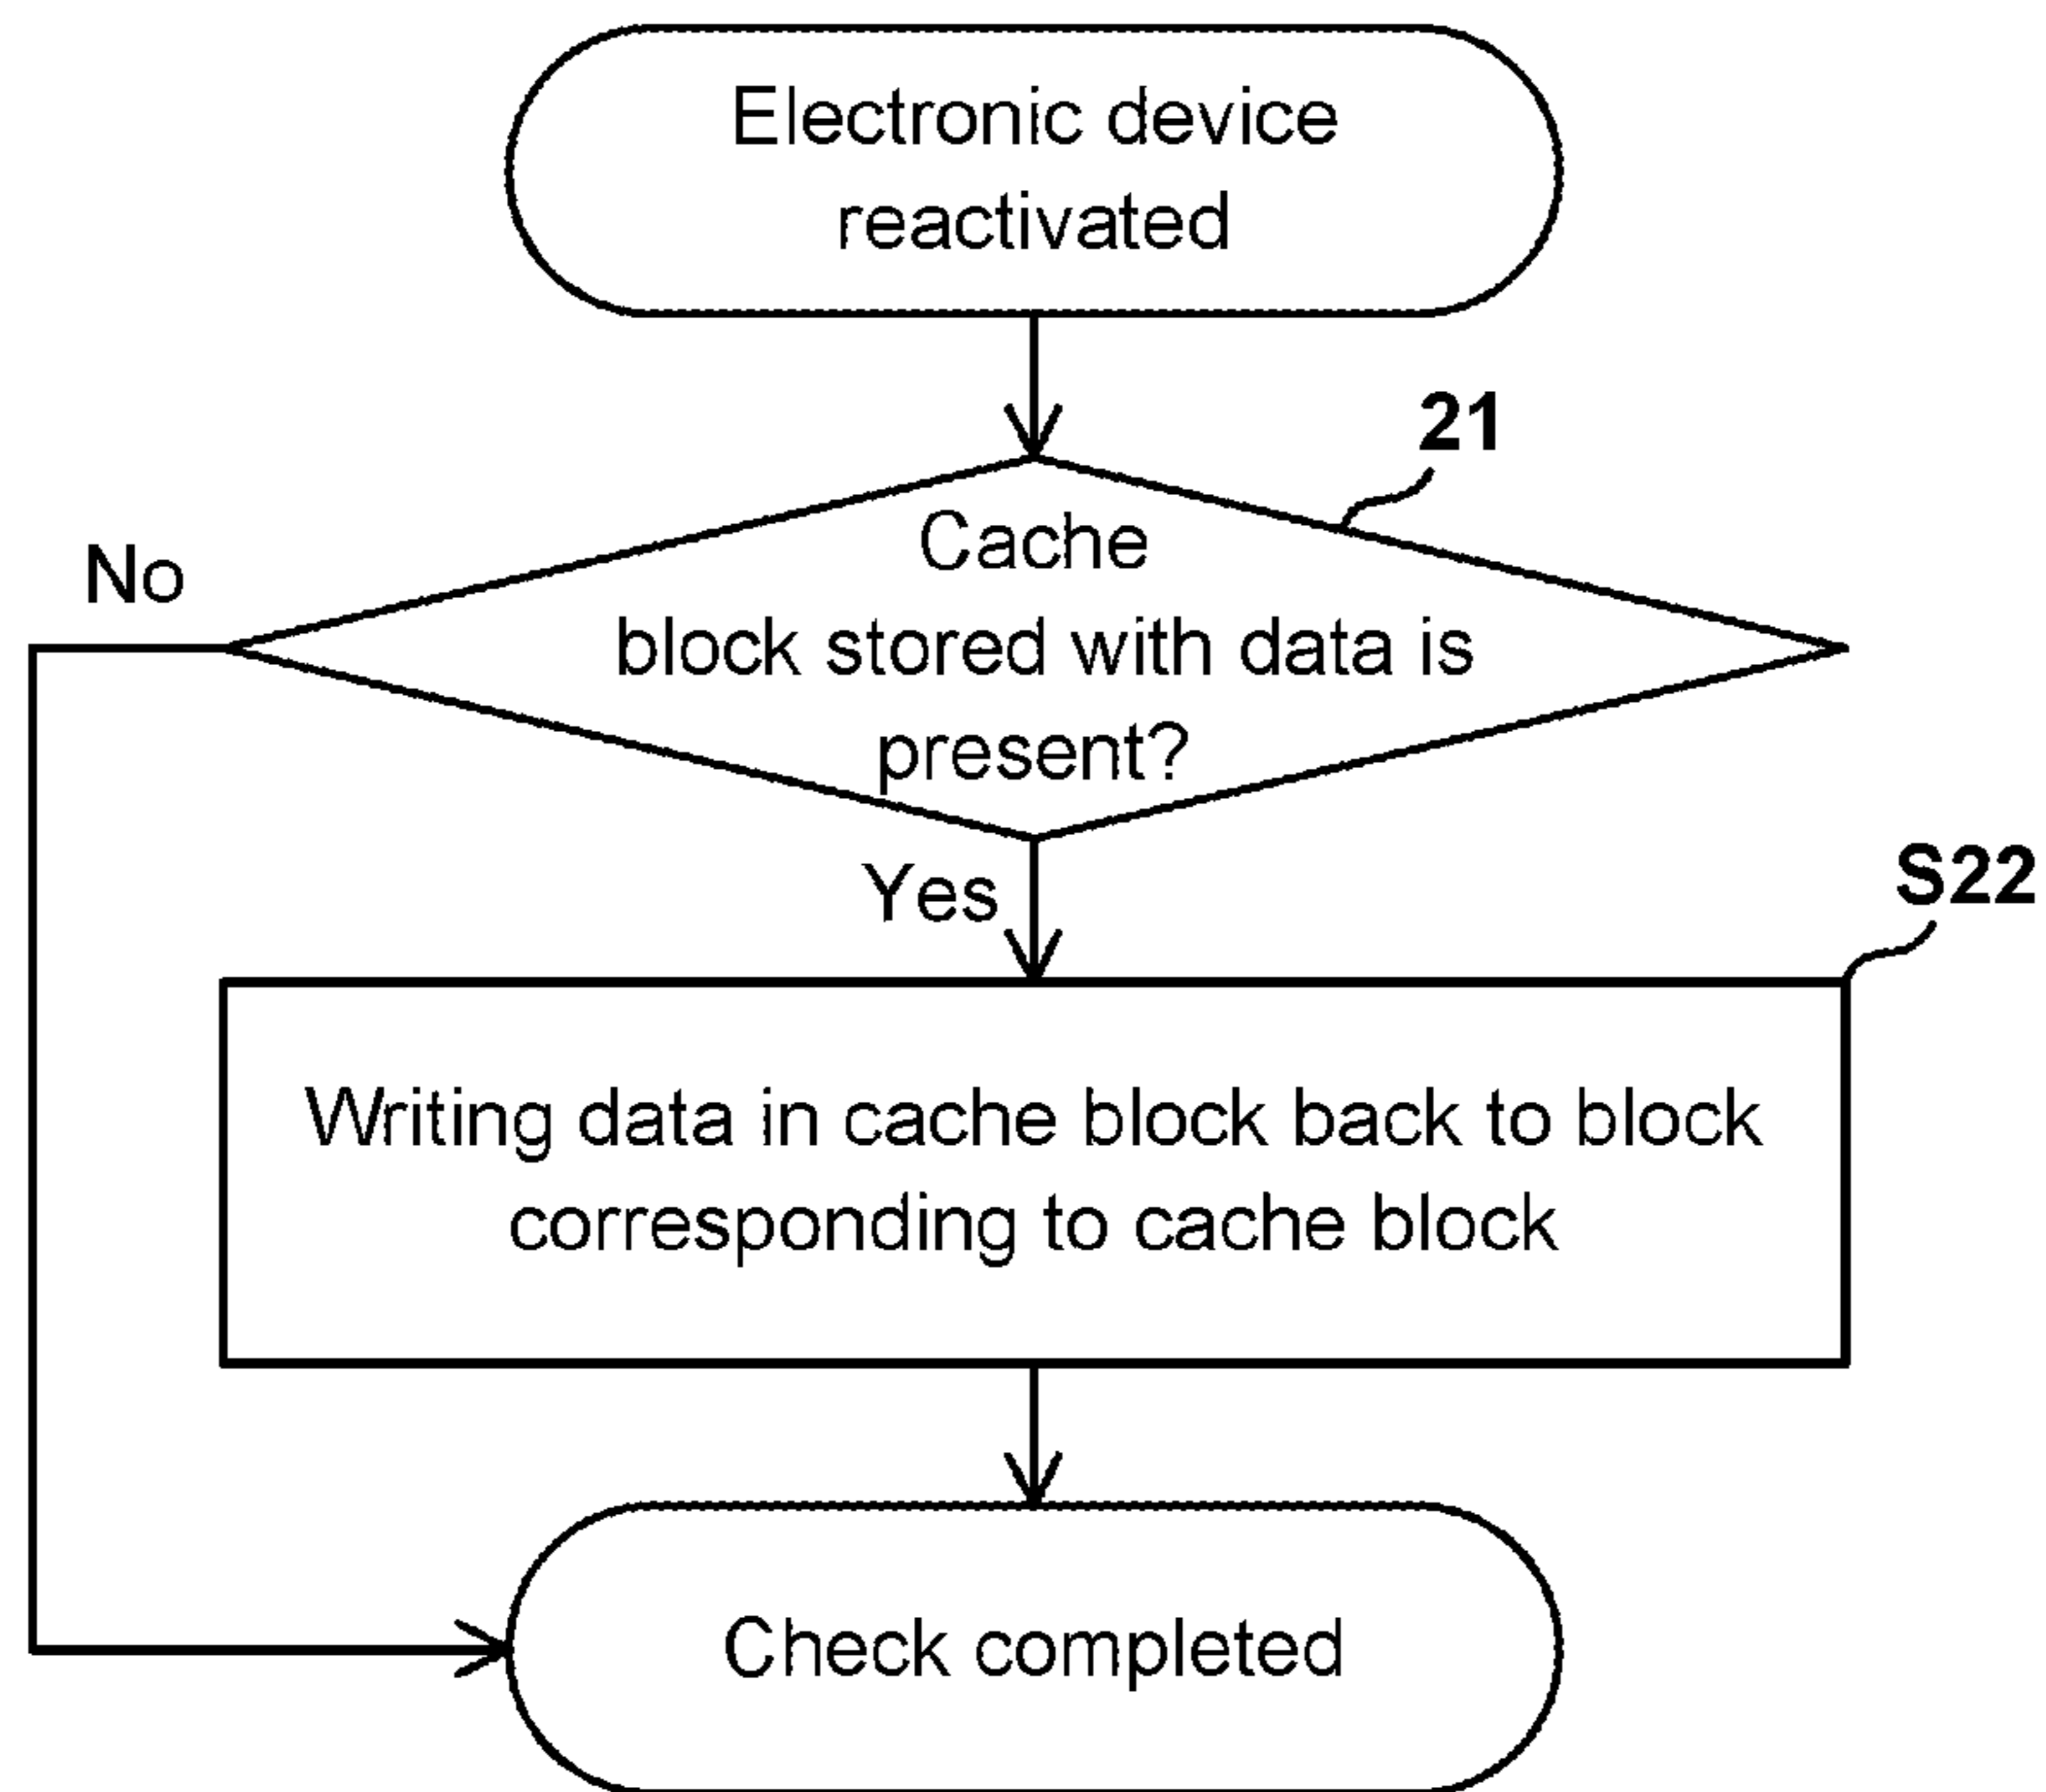 Electronic device
reactivated
21
Cache
block stored with data is
present?
No
Yes
S22
Writing data in cache block back to block
corresponding to cache block
Check completed